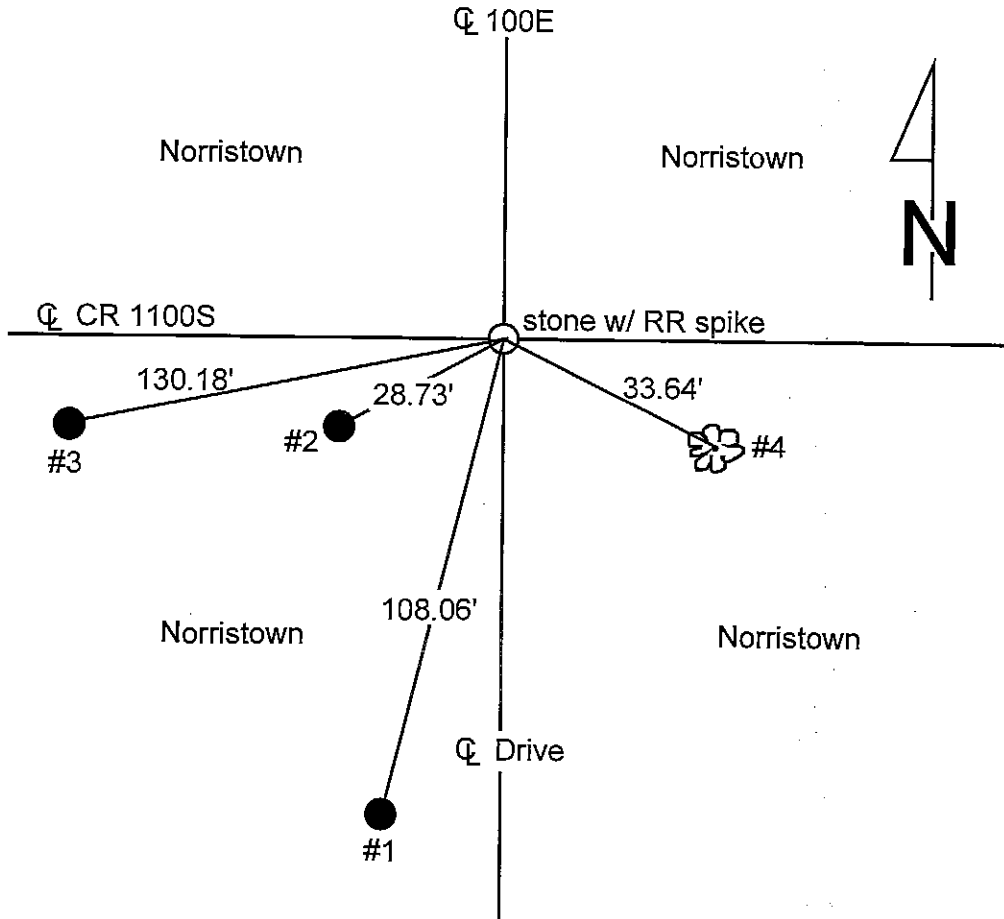 ℄ 100E
Norristown
Norristown
N
℄ CR 1100S
stone w/ RR spike
130.18'
28.73'
33.64'
#3
#2
#4
108.06'
Norristown
Norristown
℄ Drive
#1